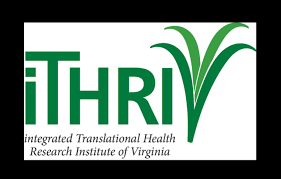 iTHRIV
integrated Translational Health
Research Institute of Virginia